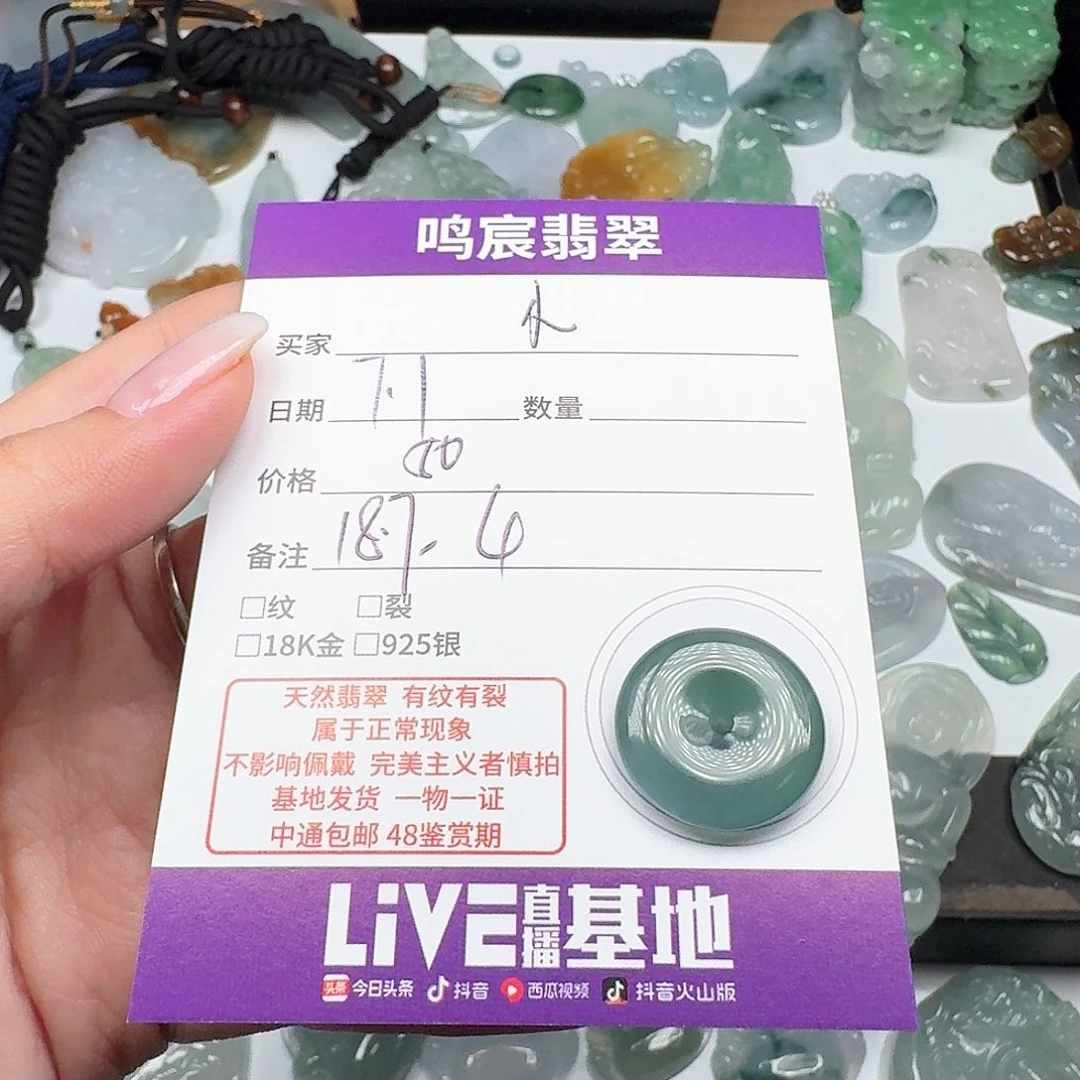 鸣宸翡翠
买家
日期 7.1 数量
价格
备注 187.4
□纹 □裂
□18K金 □925银
天然翡翠 有纹有裂
属于正常现象
不影响佩戴 完美主义者慎拍
基地发货 一物一证
中通包邮 48鉴赏期
LiVE直播基地
头条 今日头条 抖音 西瓜视频 抖音火山版